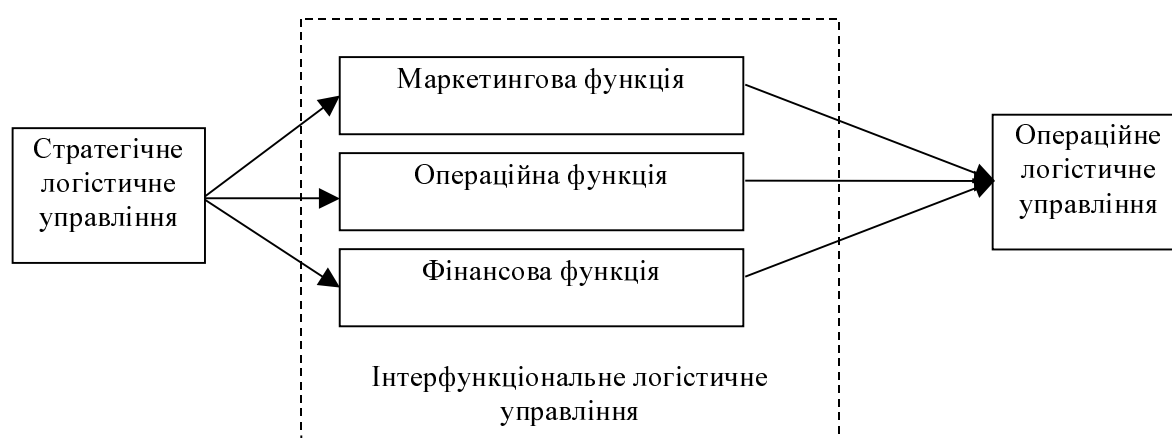 Стратегічне
логістичне
управління
Маркетингова функція
Операційна функція
Фінансова функція
Інтерфункціональне логістичне
управління
Операційне
логістичне
управління